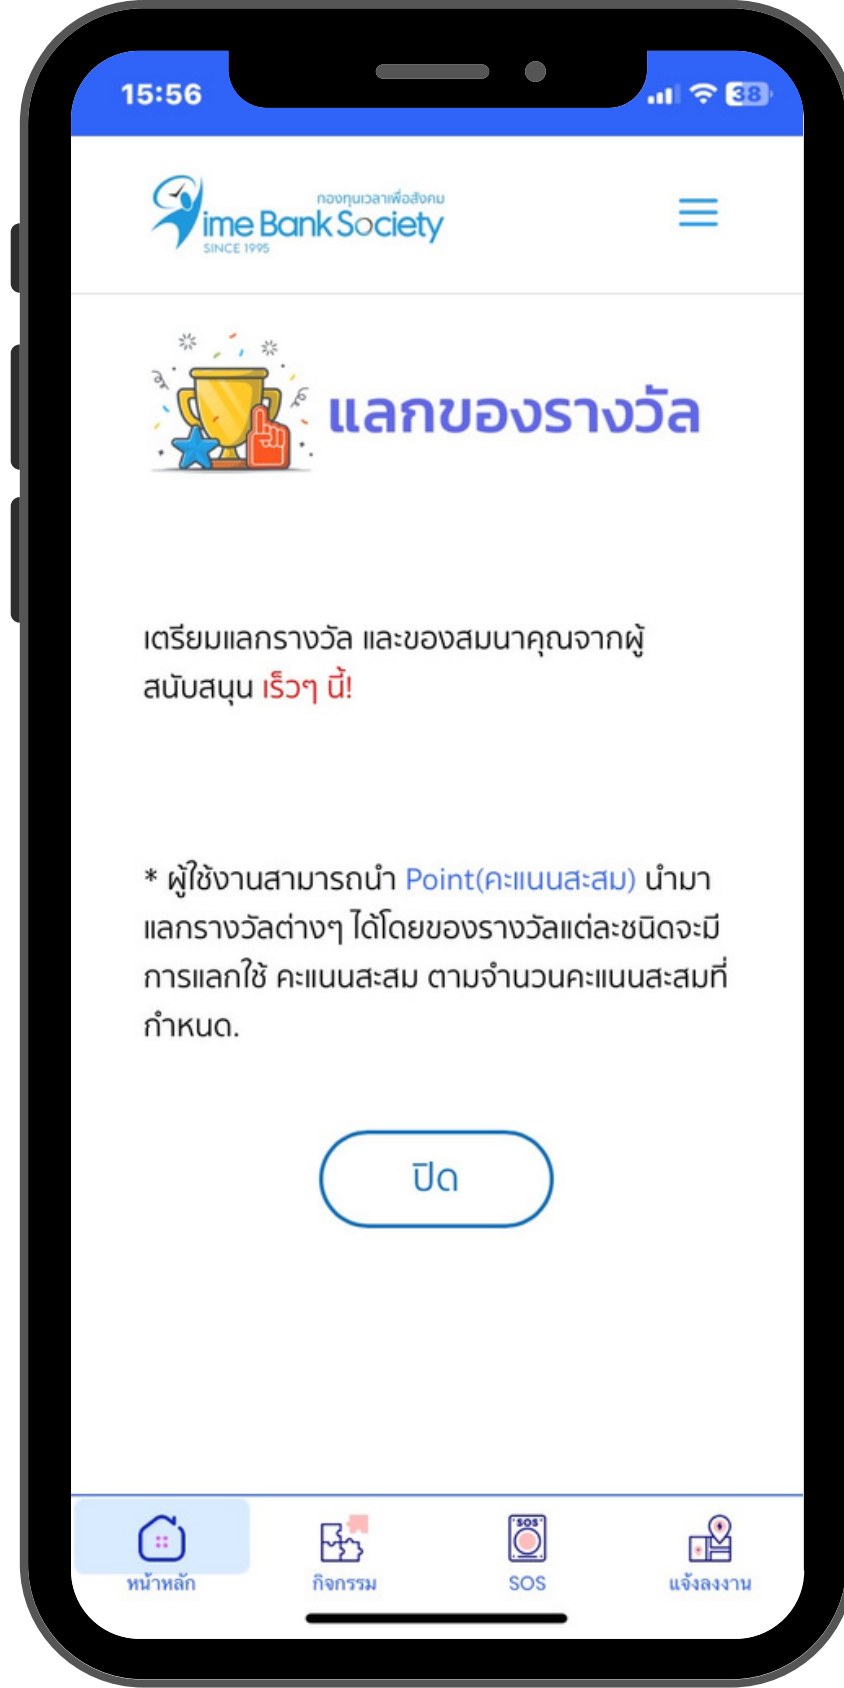 15:56
38
กองทุนเวลาเพื่อสังคม
ime Bank Society
SINCE 1995
แลกของรางวัล
เตรียมแลกรางวัล และของสมนาคุณจากผู้
สนับสนุน เร็วๆ นี้!
* ผู้ใช้งานสามารถนำ Point(คะแนนสะสม) นำมา
แลกรางวัลต่างๆ ได้โดยของรางวัลแต่ละชนิดจะมี
การแลกใช้ คะแนนสะสม ตามจำนวนคะแนนสะสมที่
กำหนด.
ปิด
SOS
หน้าหลัก กิจกรรม SOS แจ้งลงงาน